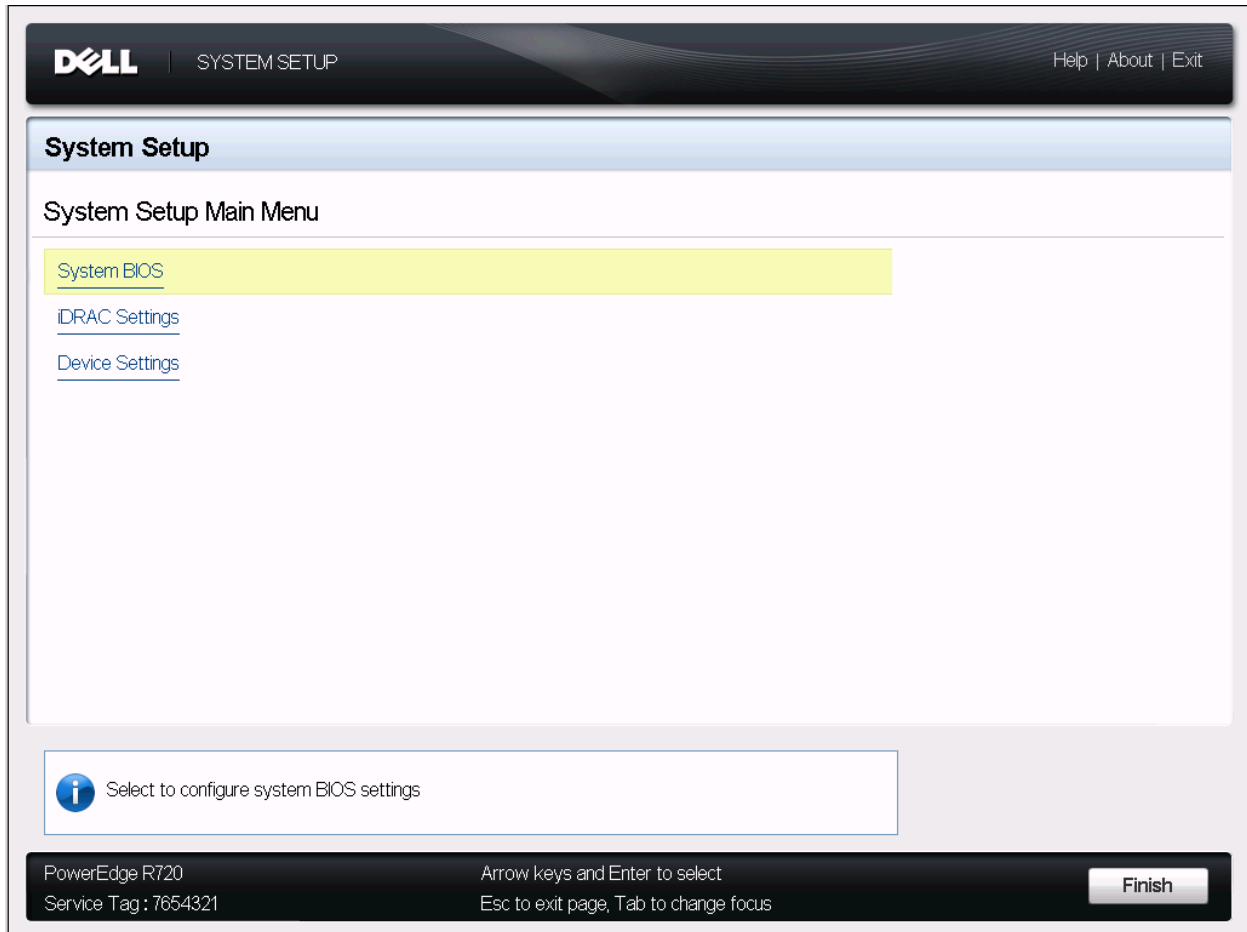 DELL
SYSTEM SETUP
Help | About | Exit
System Setup
System Setup Main Menu
System BIOS
iDRAC Settings
Device Settings
Select to configure system BIOS settings
PowerEdge R720
Service Tag : 7654321
Arrow keys and Enter to select
Esc to exit page, Tab to change focus
Finish